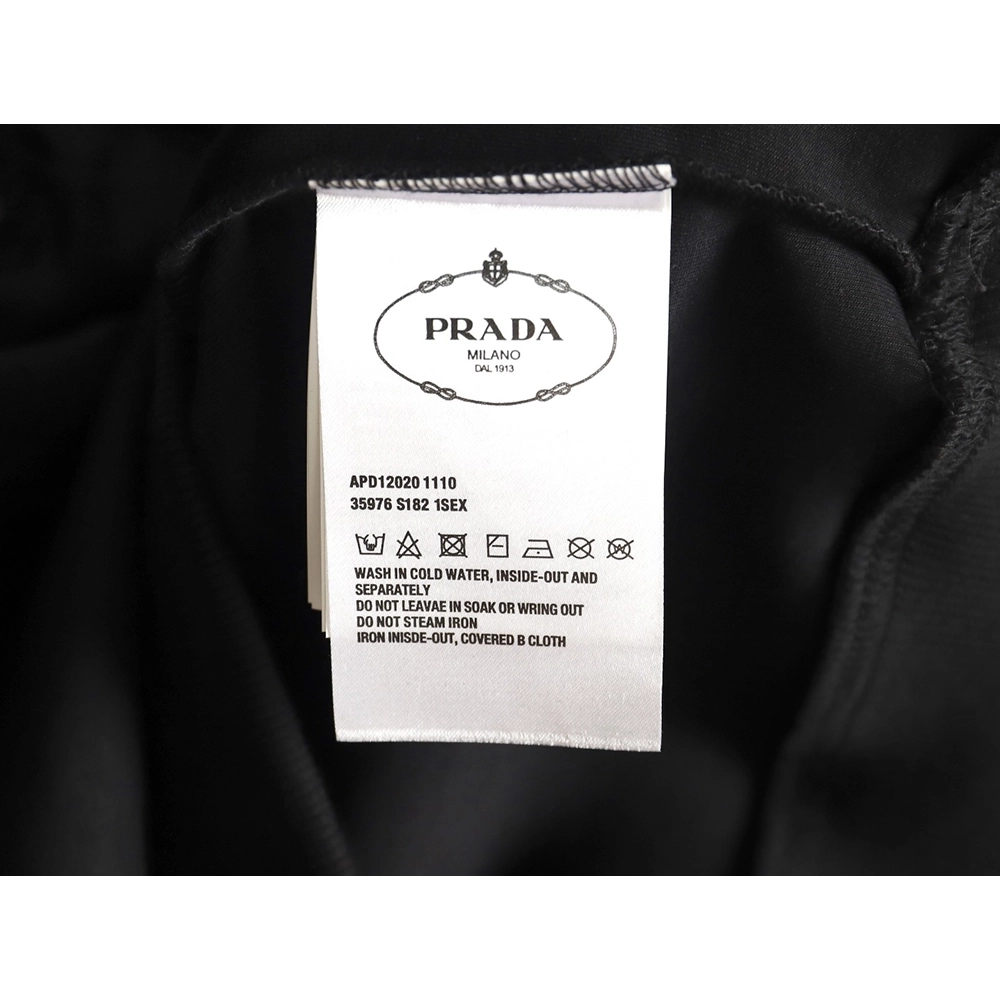 PRADA
MILANO
DAL 1913
APD12020 1110
35976 S182 1SEX
WASH IN COLD WATER, INSIDE-OUT AND
SEPARATELY
DO NOT LEAVAE IN SOAK OR WRING OUT
DO NOT STEAM IRON
IRON INISDE-OUT, COVERED B CLOTH